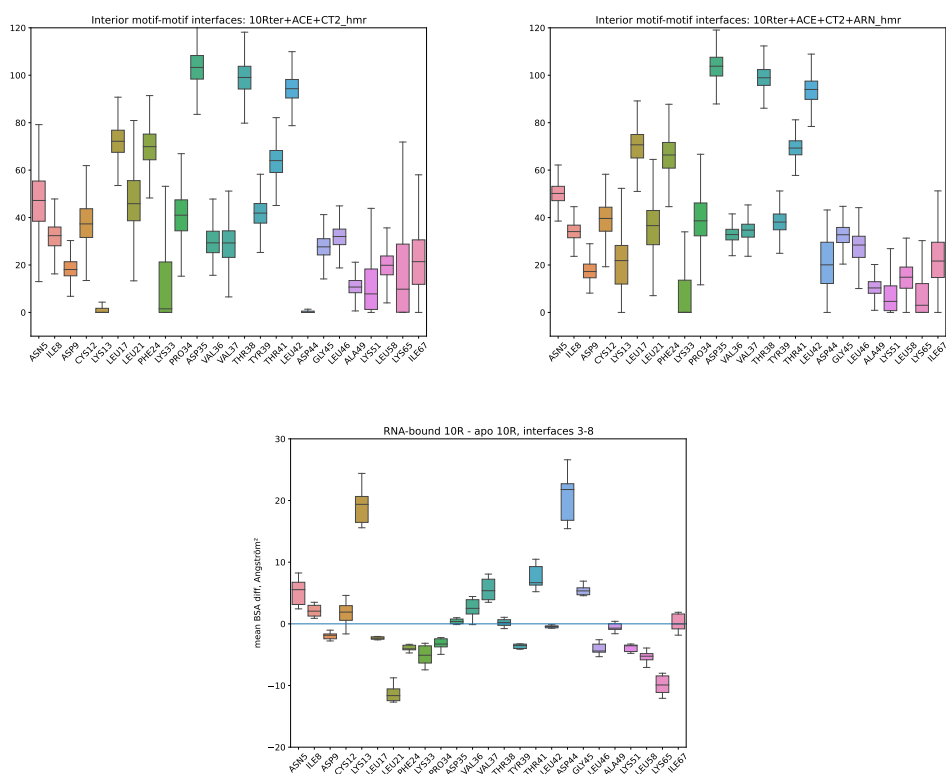 Interior motif-motif interfaces: 10Rter+ACE+CT2_hmr
120
100
80
60
40
20
0
ASN5 ILE8 ASP9 CYS12 LYS13 LEU17 LEU21 PHE24 LYS33 PRO34 ASP35 VAL36 VAL37 THR38 TYR39 THR41 LEU42 ASP44 GLY45 LEU46 ALA49 LYS51 LEU58 LYS65 ILE67
Interior motif-motif interfaces: 10Rter+ACE+CT2+ARN_hmr
120
100
80
60
40
20
0
ASN5 ILE8 ASP9 CYS12 LYS13 LEU17 LEU21 PHE24 LYS33 PRO34 ASP35 VAL36 VAL37 THR38 TYR39 THR41 LEU42 ASP44 GLY45 LEU46 ALA49 LYS51 LEU58 LYS65 ILE67
RNA-bound 10R - apo 10R, interfaces 3-8
mean BSA diff, Angström²
30
20
10
0
−10
−20
ASN5 ILE8 ASP9 CYS12 LYS13 LEU17 LEU21 PHE24 LYS33 PRO34 ASP35 VAL36 VAL37 THR38 TYR39 THR41 LEU42 ASP44 GLY45 LEU46 ALA49 LYS51 LEU58 LYS65 ILE67